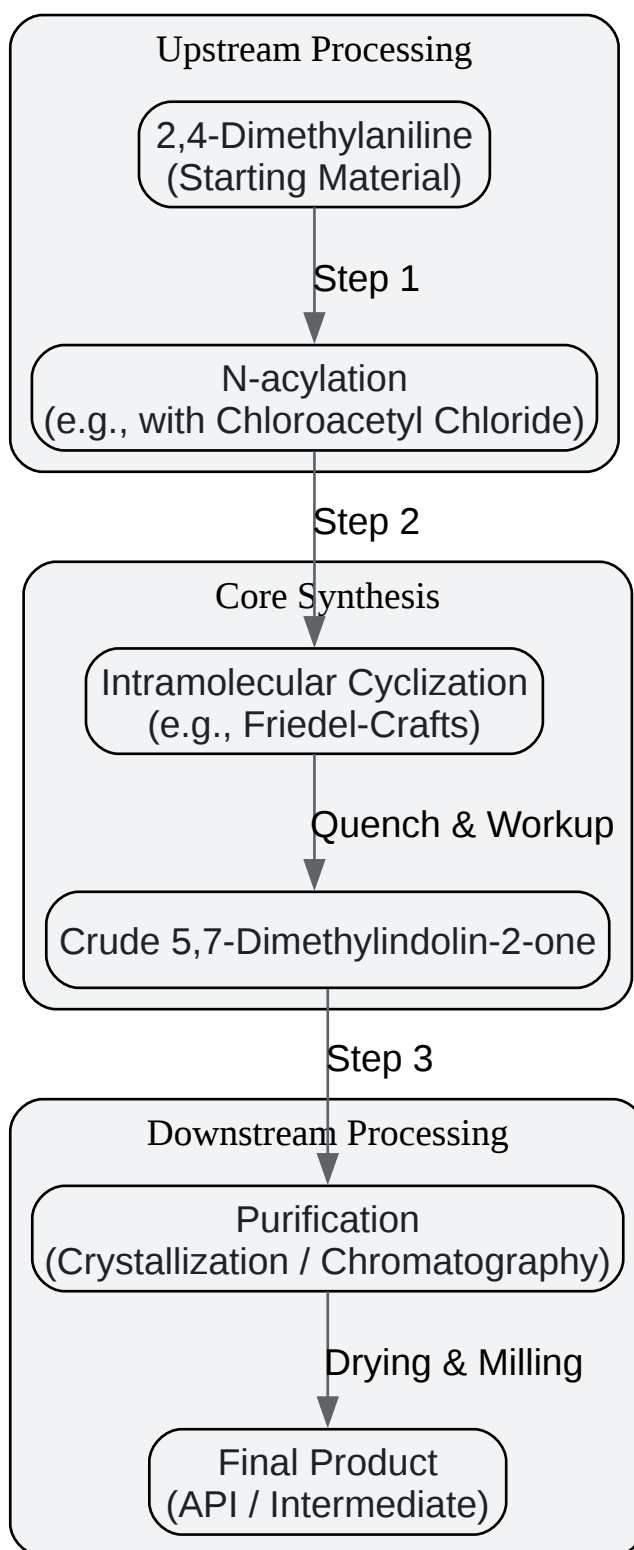 Upstream Processing
2,4-Dimethylaniline
(Starting Material)
Step 1
N-acylation
(e.g., with Chloroacetyl Chloride)
Step 2
Core Synthesis
Intramolecular Cyclization
(e.g., Friedel-Crafts)
Quench & Workup
Crude 5,7-Dimethylindolin-2-one
Step 3
Downstream Processing
Purification
(Crystallization / Chromatography)
Drying & Milling
Final Product
(API / Intermediate)